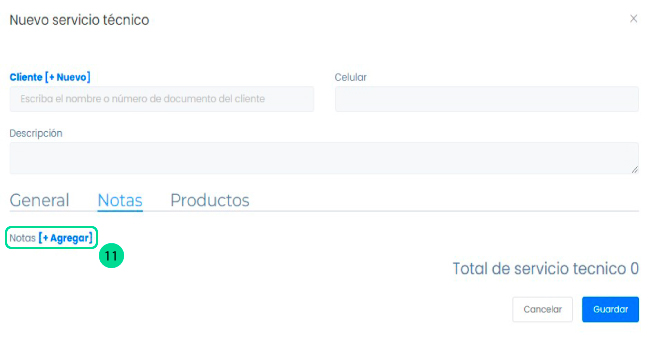 Nuevo servicio técnico ×
Cliente [+ Nuevo] Celular
Escriba el nombre o número de documento del cliente
Descripción
General Notas Productos
Notas [+ Agregar]
11
Total de servicio tecnico 0
Cancelar Guardar